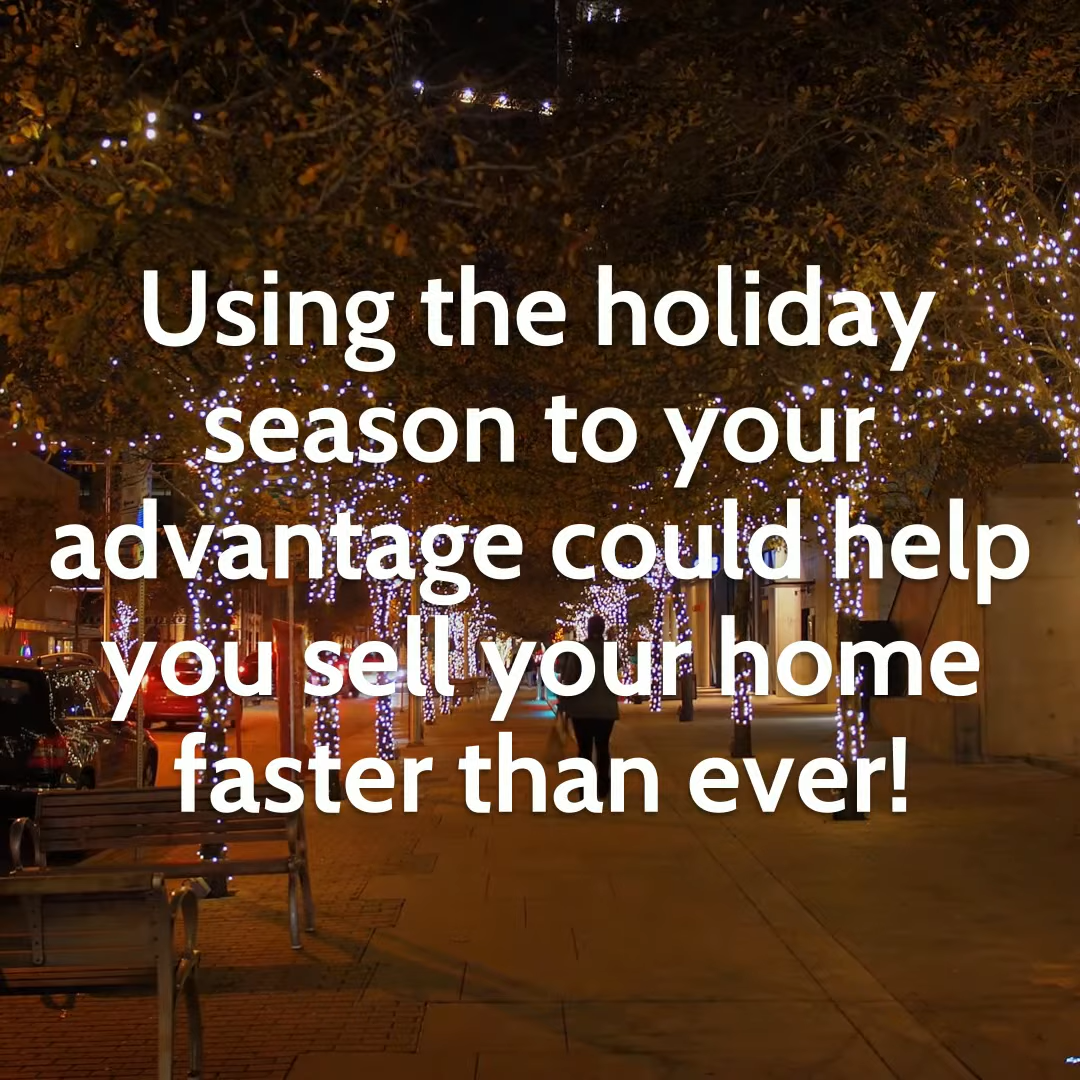 Using the holiday
season to your
advantage could help
you sell your home
faster than ever!